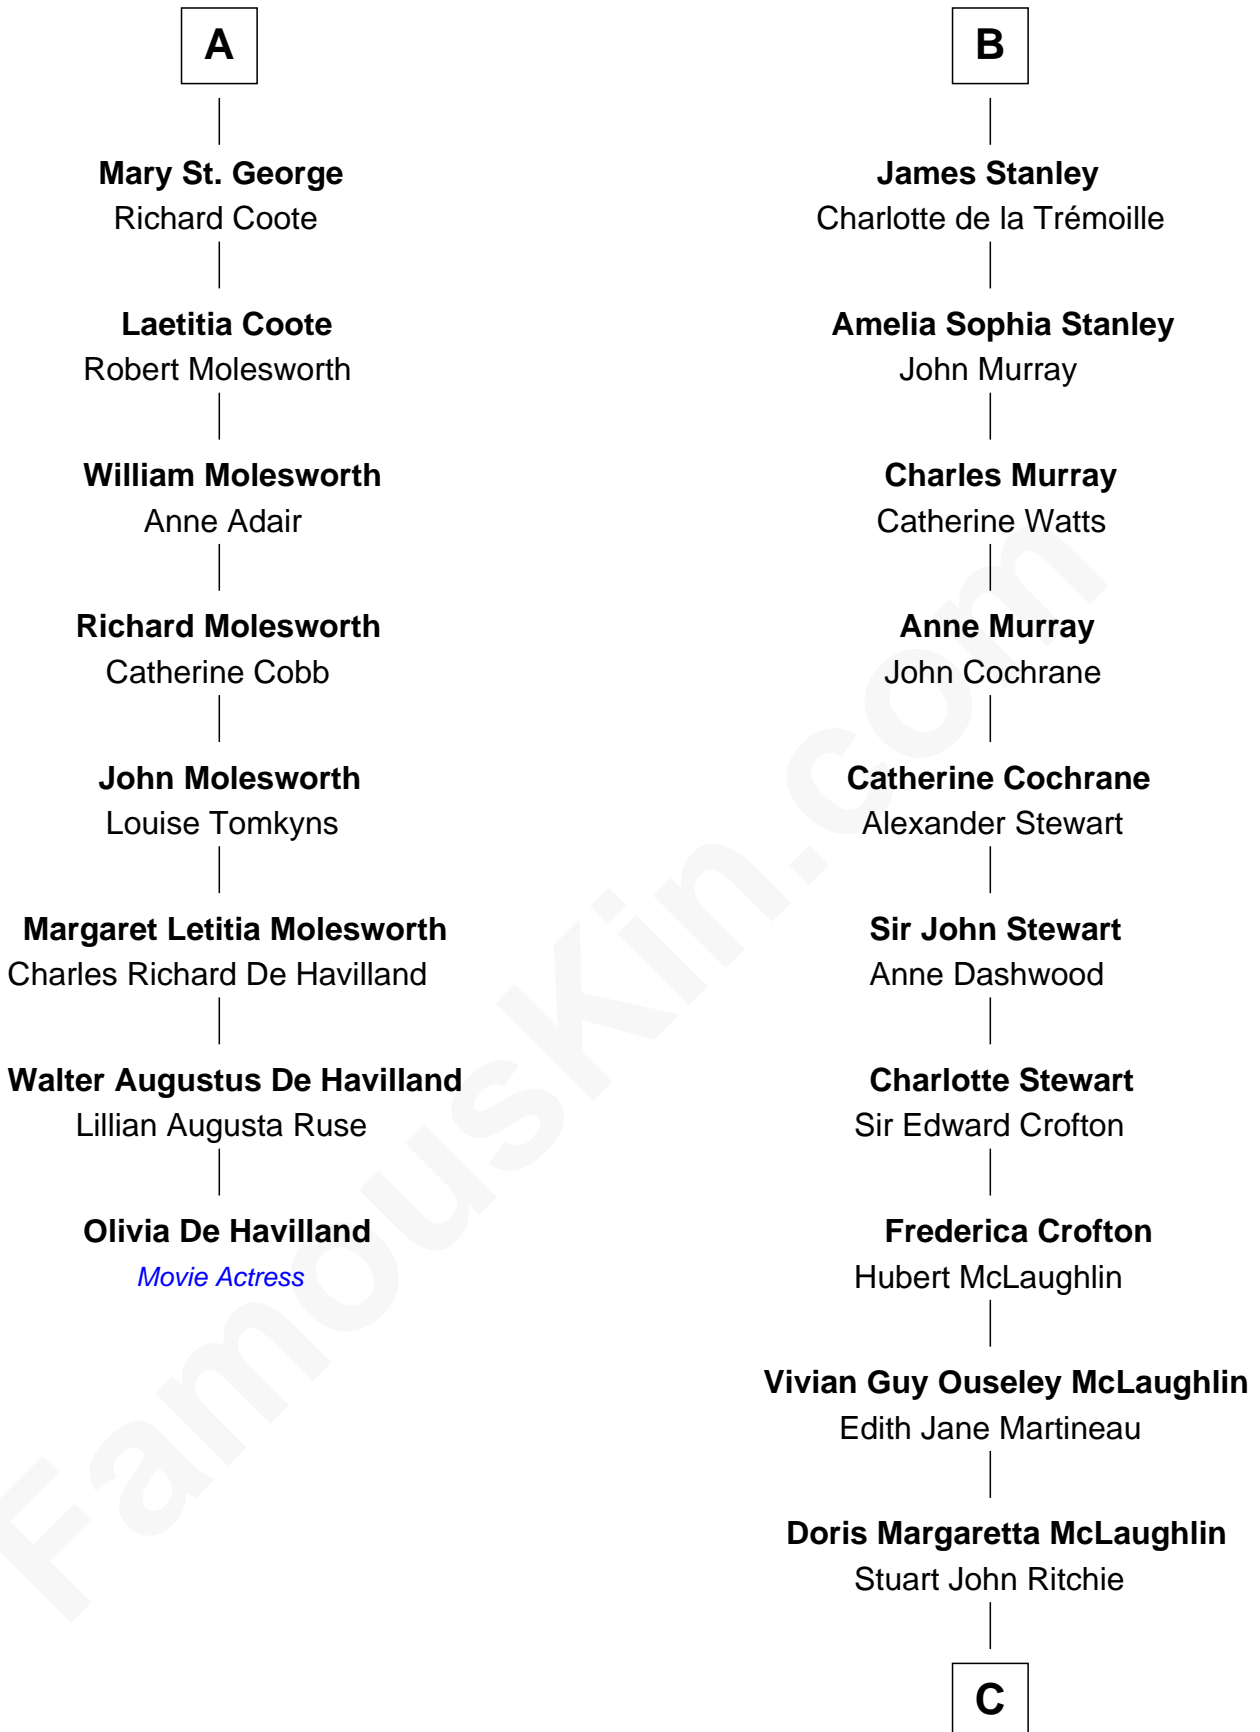 A
Mary St. George
Richard Coote
Laetitia Coote
Robert Molesworth
William Molesworth
Anne Adair
Richard Molesworth
Catherine Cobb
John Molesworth
Louise Tomkyns
Margaret Letitia Molesworth
Charles Richard De Havilland
Walter Augustus De Havilland
Lillian Augusta Ruse
Olivia De Havilland
Movie Actress
B
James Stanley
Charlotte de la Trémoille
Amelia Sophia Stanley
John Murray
Charles Murray
Catherine Watts
Anne Murray
John Cochrane
Catherine Cochrane
Alexander Stewart
Sir John Stewart
Anne Dashwood
Charlotte Stewart
Sir Edward Crofton
Frederica Crofton
Hubert McLaughlin
Vivian Guy Ouseley McLaughlin
Edith Jane Martineau
Doris Margaretta McLaughlin
Stuart John Ritchie
C
FamousKin.com